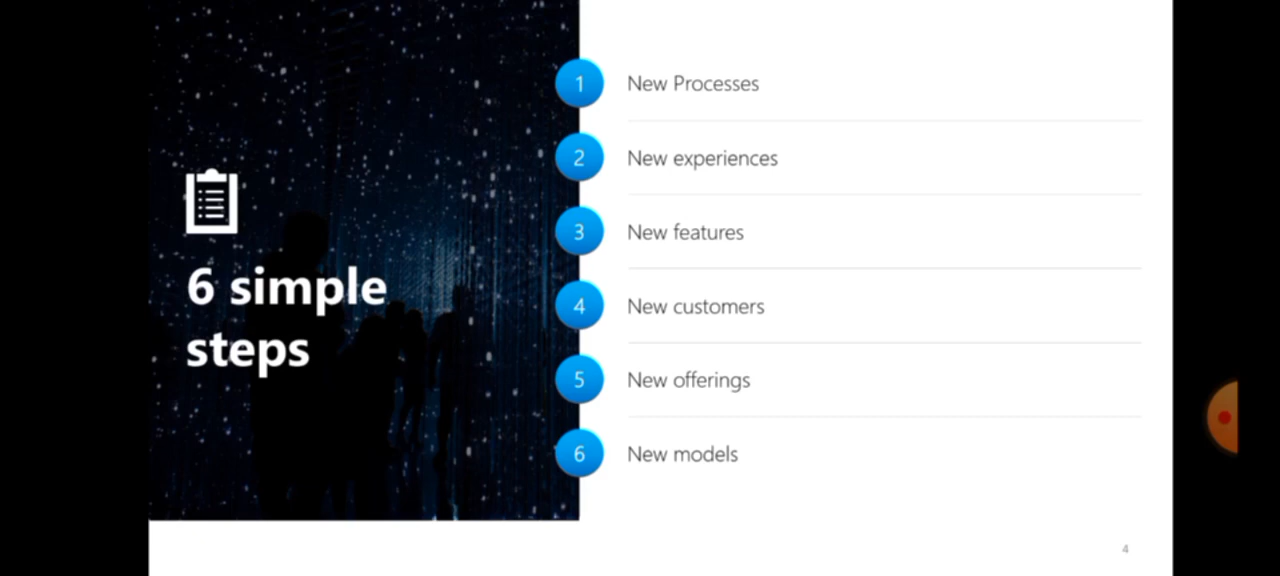 6 simple
steps
1 New Processes
2 New experiences
3 New features
4 New customers
5 New offerings
6 New models
4